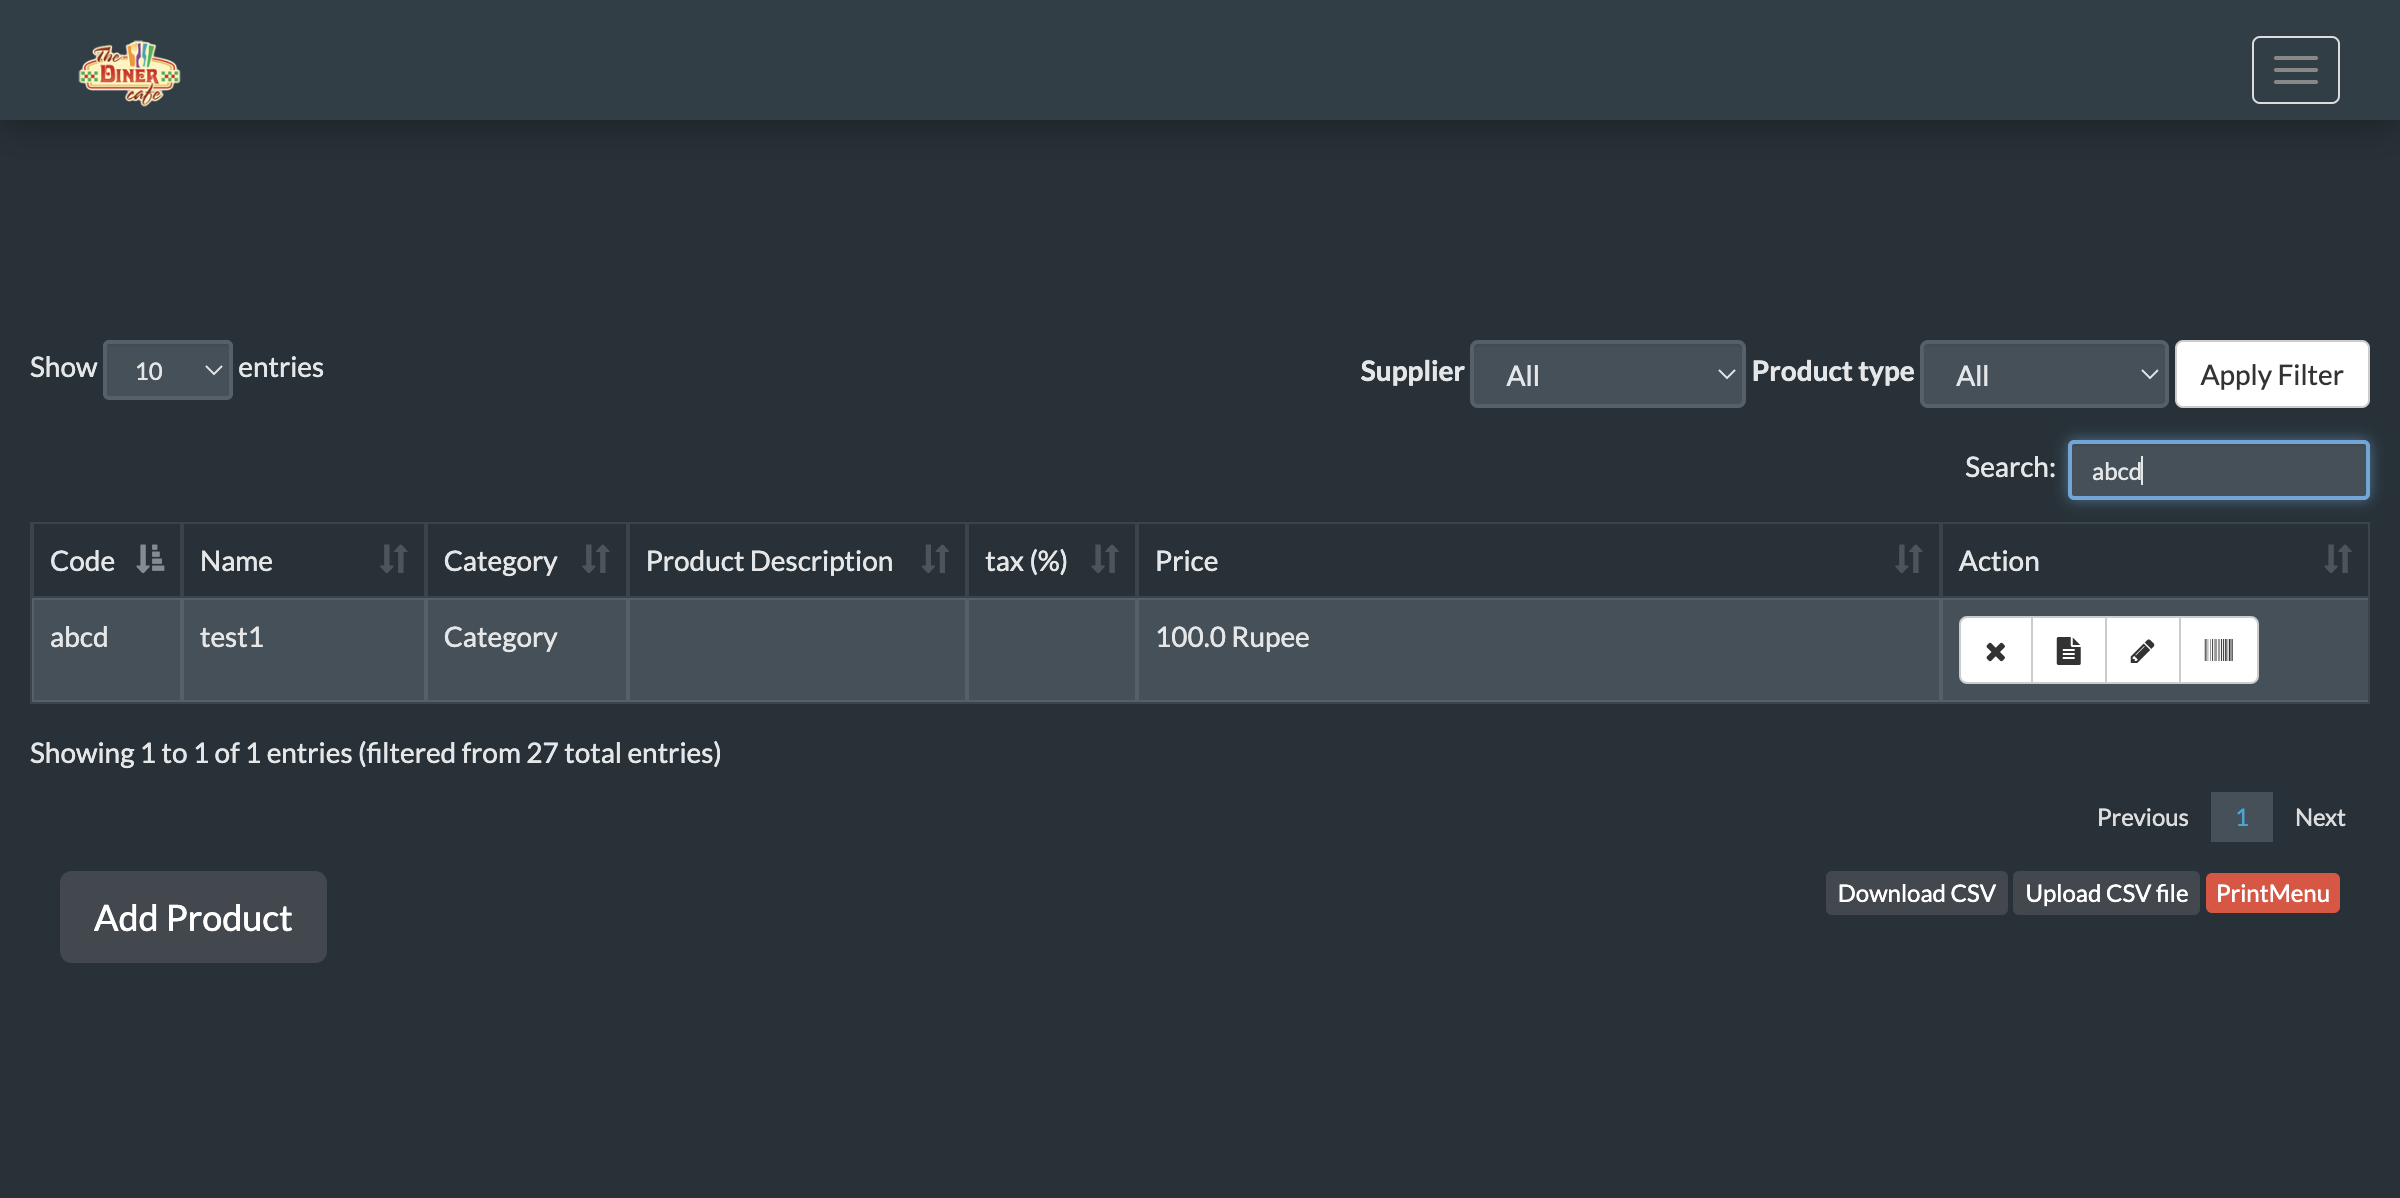 The
DINER
cafe
Show 10 entries
Supplier All Product type All Apply Filter
Search: abcd
Code Name Category Product Description tax (%) Price Action
abcd test1 Category 100.0 Rupee
Showing 1 to 1 of 1 entries (filtered from 27 total entries)
Previous 1 Next
Add Product
Download CSV Upload CSV file PrintMenu